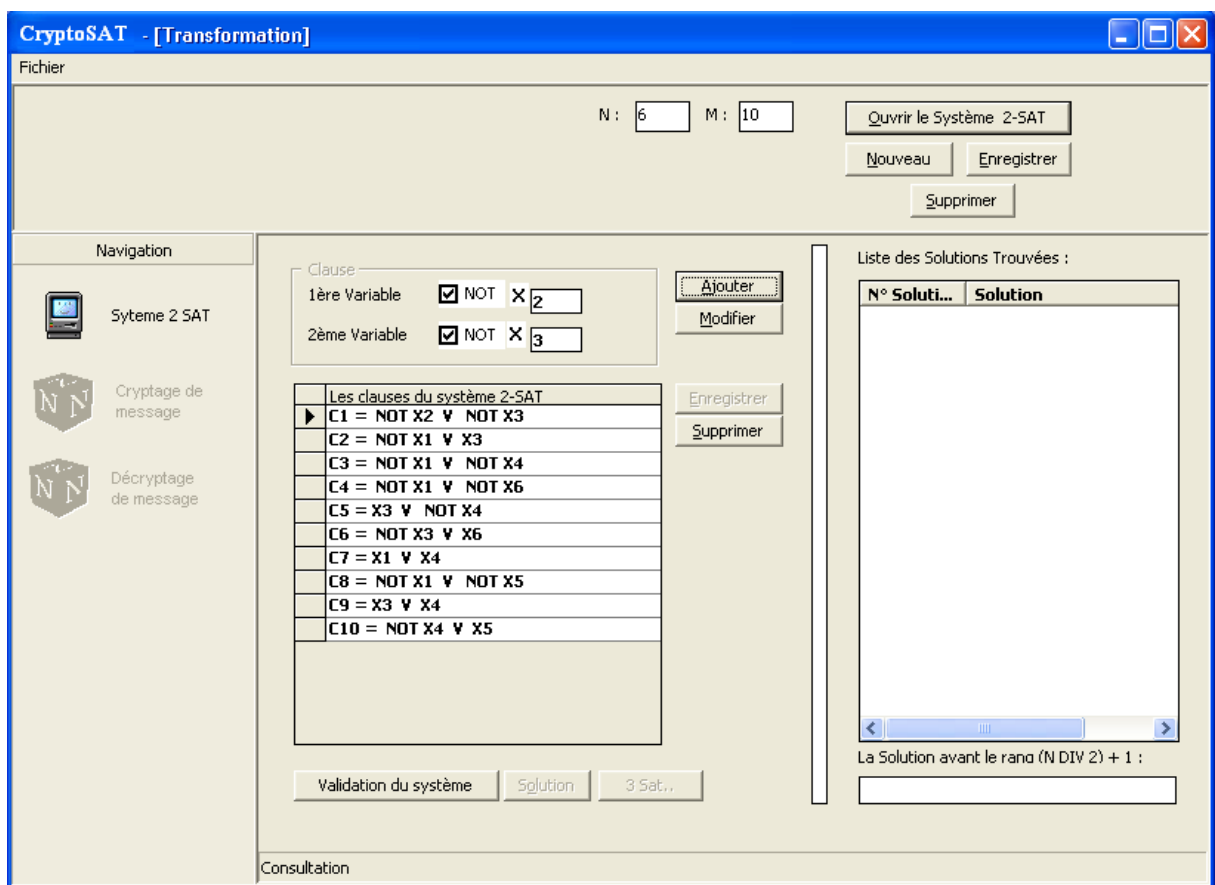 CryptoSAT - [Transformation]
Fichier
N : 6 M : 10
Ouvrir le Système 2-SAT
Nouveau Enregistrer
Supprimer
Navigation
Syteme 2 SAT
Cryptage de
message
Décryptage
de message
Clause
1ère Variable NOT X 2
2ème Variable NOT X 3
Ajouter
Modifier
Les clauses du système 2-SAT
C1 = NOT X2 V NOT X3
C2 = NOT X1 V X3
C3 = NOT X1 V NOT X4
C4 = NOT X1 V NOT X6
C5 = X3 V NOT X4
C6 = NOT X3 V X6
C7 = X1 V X4
C8 = NOT X1 V NOT X5
C9 = X3 V X4
C10 = NOT X4 V X5
Enregistrer
Supprimer
Validation du système Solution 3 Sat..
Liste des Solutions Trouvées :
N° Soluti... Solution
La Solution ayant le rang (N DIV 2) + 1 :
Consultation